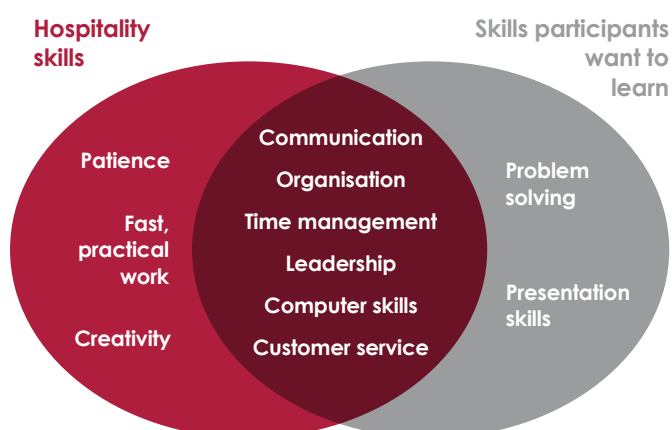 Hospitality
skills
Skills participants
want to
learn
Patience
Fast,
practical
work
Creativity
Communication
Organisation
Time management
Leadership
Computer skills
Customer service
Problem
solving
Presentation
skills